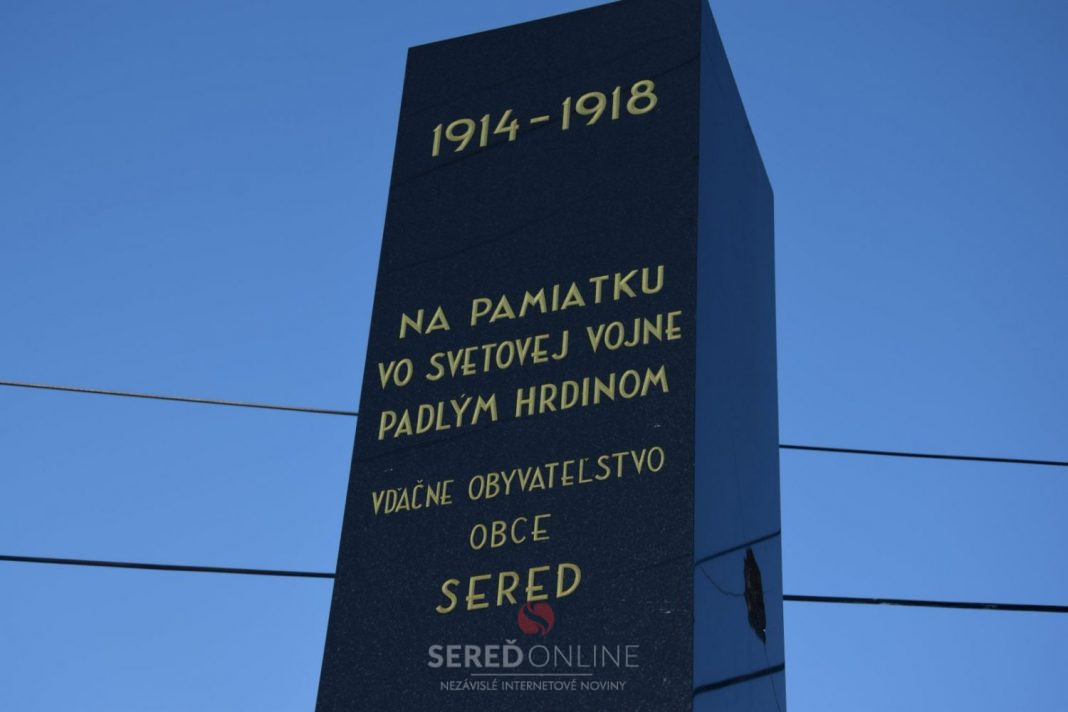 1914 - 1918
NA PAMIATKU
VO SVETOVEJ VOJNE
PADLÝM HRDINOM
VĎAČNE OBYVATEĽSTVO
OBCE
SERED
SEREĎONLINE
NEZÁVISLÉ INTERNETOVÉ NOVINY